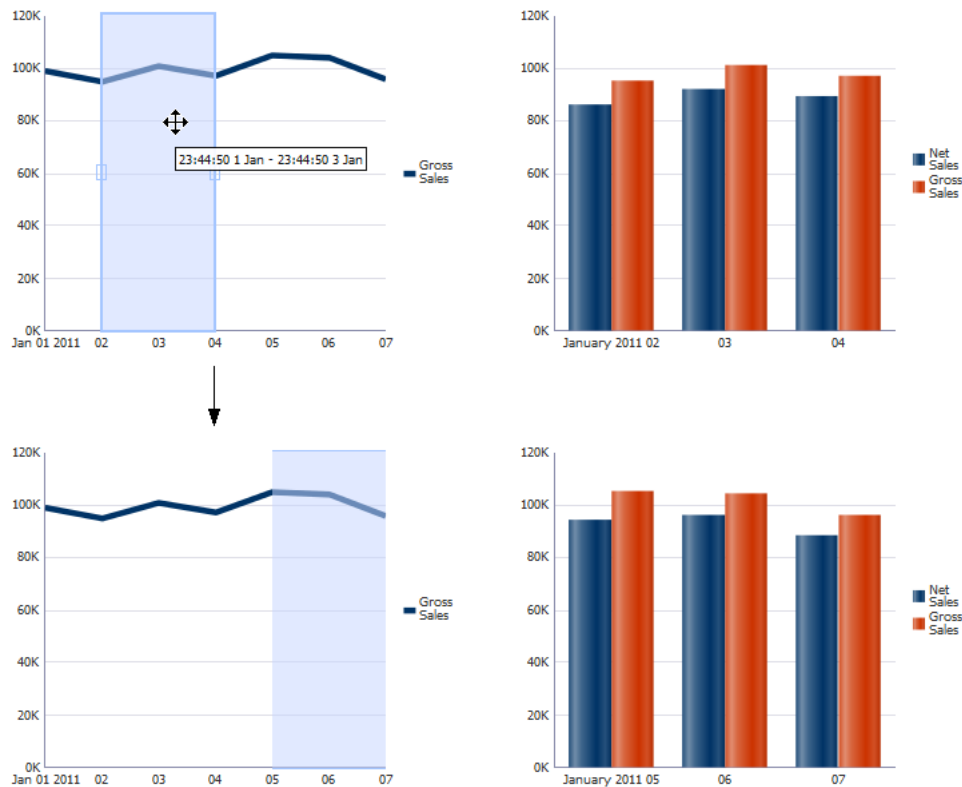 120K
100K
80K
60K
40K
20K
0K
Jan 01 2011 02 03 04 05 06 07
23:44:50 1 Jan - 23:44:50 3 Jan
Gross
Sales
120K
100K
80K
60K
40K
20K
0K
January 2011 02 03 04
Net
Sales
Gross
Sales
120K
100K
80K
60K
40K
20K
0K
Jan 01 2011 02 03 04 05 06 07
Gross
Sales
120K
100K
80K
60K
40K
20K
0K
January 2011 05 06 07
Net
Sales
Gross
Sales